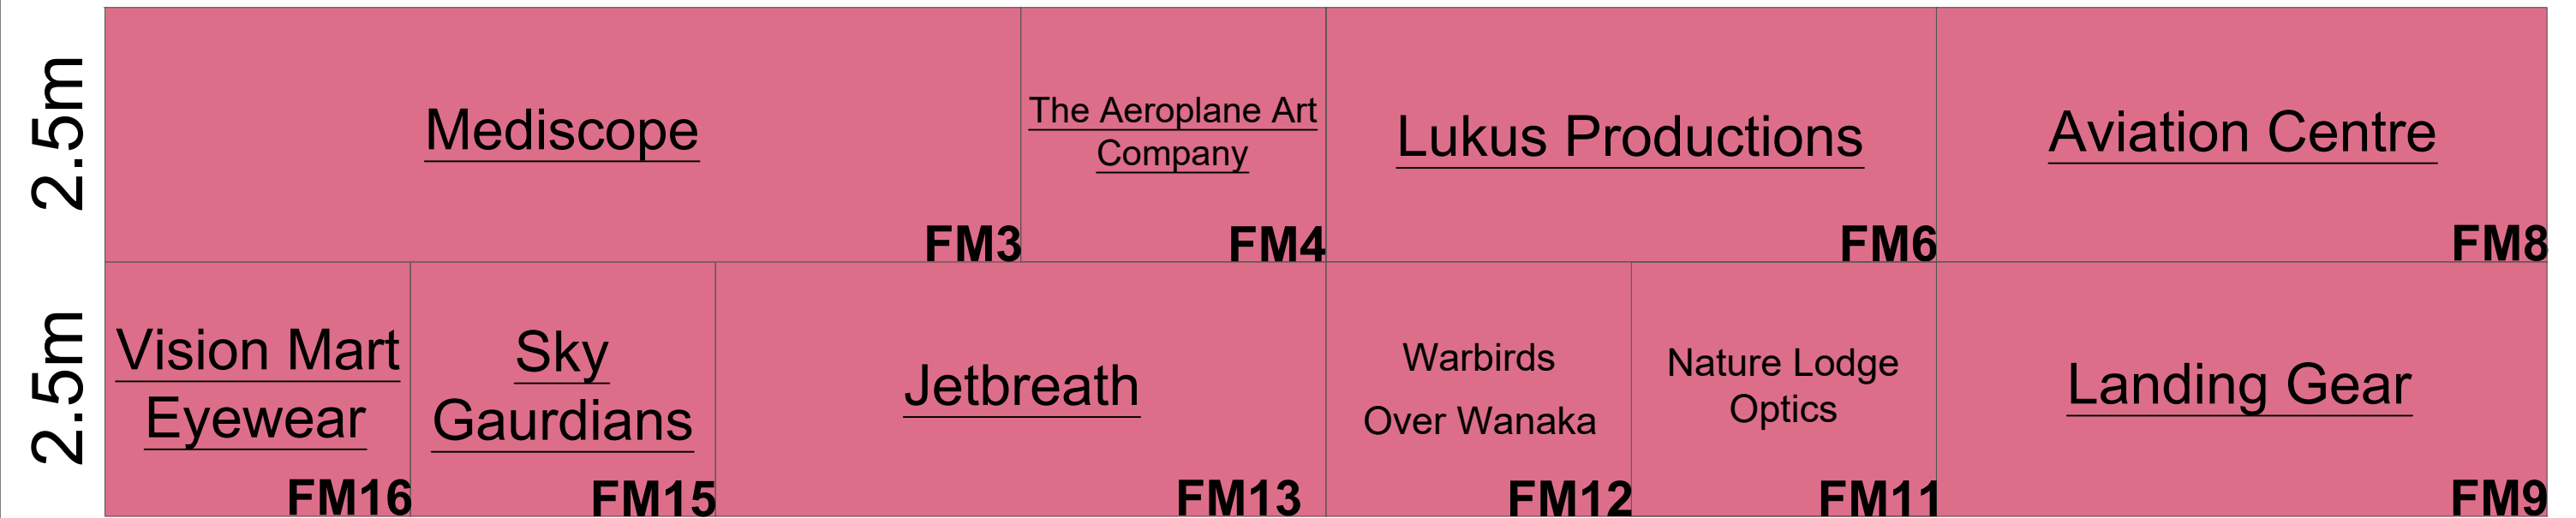 2.5m
Mediscope
FM3
The Aeroplane Art
Company
FM4
Lukus Productions
FM6
Aviation Centre
FM8
2.5m
Vision Mart
Eyewear
FM16
Sky
Gaurdians
FM15
Jetbreath
FM13
Warbirds
Over Wanaka
FM12
Nature Lodge
Optics
FM11
Landing Gear
FM9